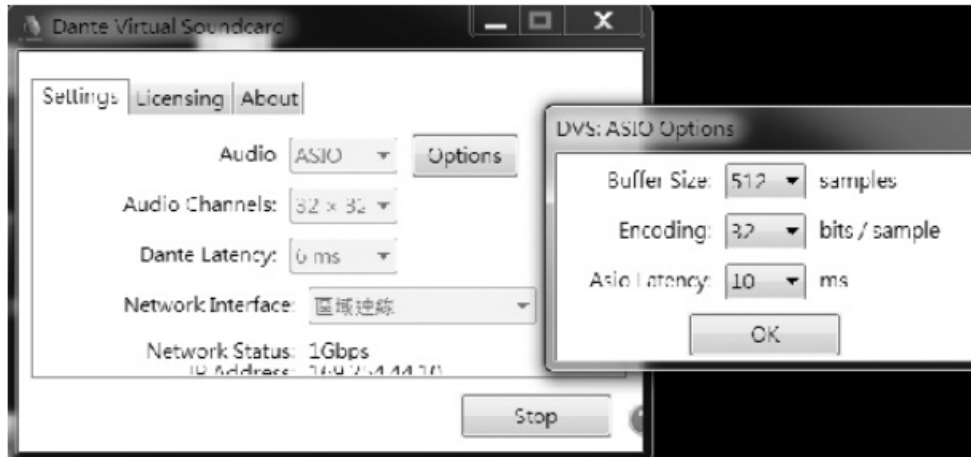 Dante Virtual Soundcard
Settings Licensing About
Audio ASIO Options
Audio Channels: 32 × 32
Dante Latency: 6 ms
Network Interface: 區域連線
Network Status: 1Gbps
IP Address:
Stop
DVS: ASIO Options
Buffer Size: 512 samples
Encoding: 32 bits / sample
Asio Latency: 10 ms
OK